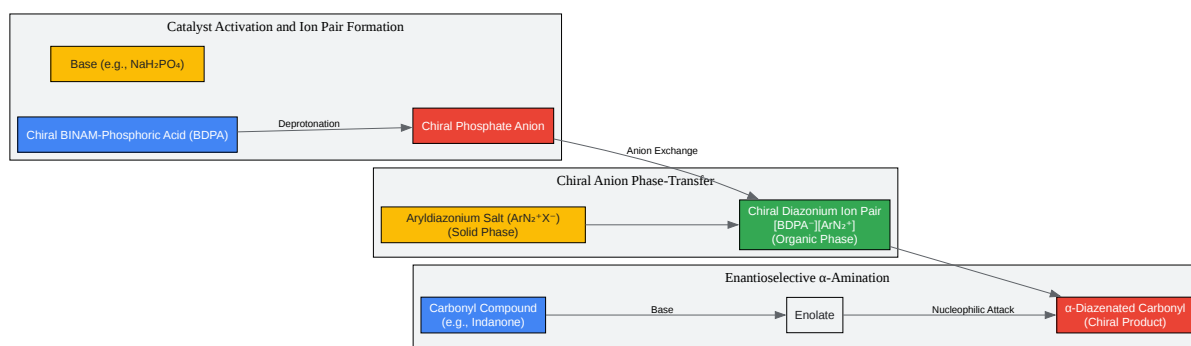 Catalyst Activation and Ion Pair Formation
Base (e.g., NaH₂PO₄)
Chiral BINAM-Phosphoric Acid (BDPA)
Deprotonation
Chiral Phosphate Anion
Anion Exchange
Chiral Anion Phase-Transfer
Aryldiazonium Salt (ArN₂⁺X⁻)
(Solid Phase)
Chiral Diazonium Ion Pair
[BDPA⁻][ArN₂⁺]
(Organic Phase)
Enantioselective α-Amination
Carbonyl Compound
(e.g., Indanone)
Base
Enolate
Nucleophilic Attack
α-Diazenated Carbonyl
(Chiral Product)